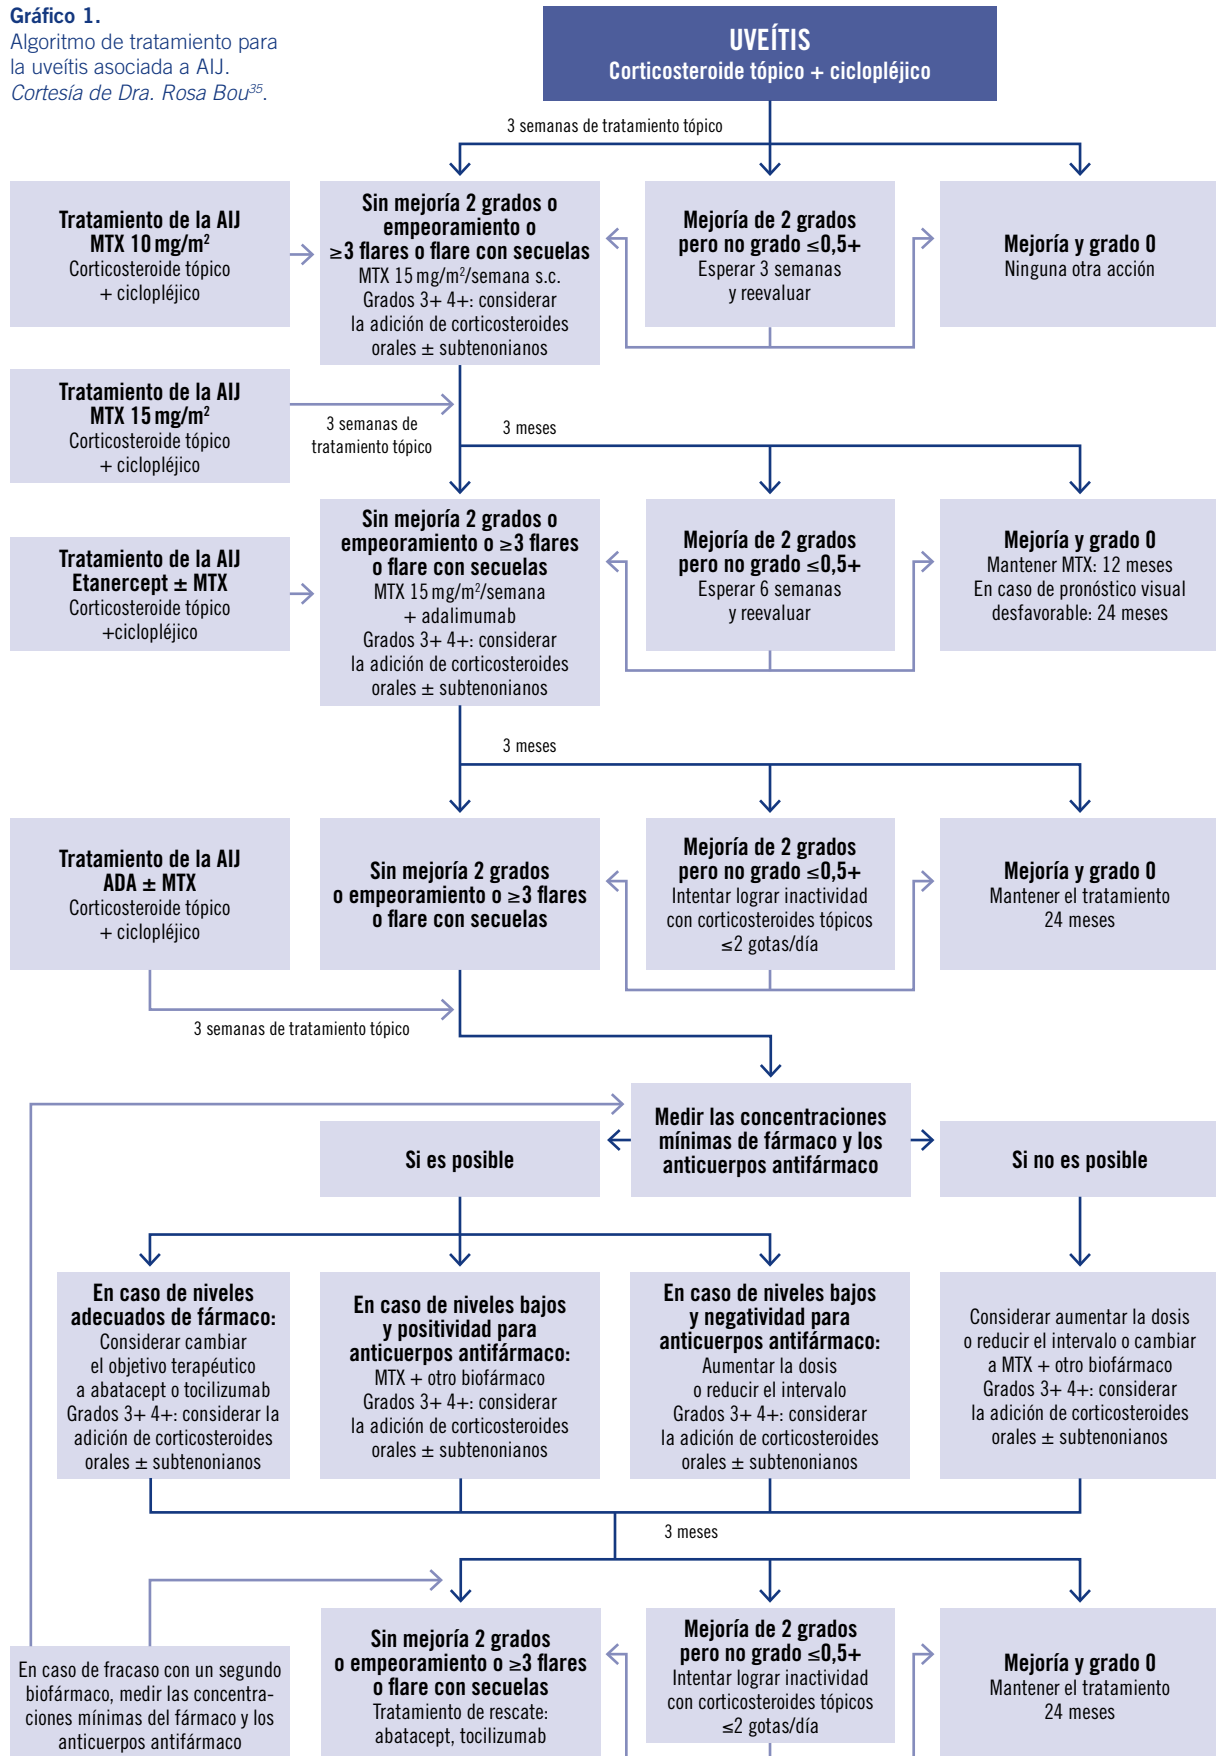 Gráfico 1.
Algoritmo de tratamiento para
la uveítis asociada a AIJ.
Cortesía de Dra. Rosa Bou35.
UVEÍTIS
Corticosteroide tópico + ciclopléjico
3 semanas de tratamiento tópico
Tratamiento de la AIJ
MTX 10 mg/m2
Corticosteroide tópico
+ ciclopléjico
Sin mejoría 2 grados o
empeoramiento o
≥3 flares o flare con secuelas
MTX 15 mg/m2/semana s.c.
Grados 3+ 4+: considerar
la adición de corticosteroides
orales ± subtenonianos
Mejoría de 2 grados
pero no grado ≤0,5+
Esperar 3 semanas
y reevaluar
Mejoría y grado 0
Ninguna otra acción
Tratamiento de la AIJ
MTX 15 mg/m2
Corticosteroide tópico
+ ciclopléjico
3 semanas de
tratamiento tópico
3 meses
Tratamiento de la AIJ
Etanercept ± MTX
Corticosteroide tópico
+ciclopléjico
Sin mejoría 2 grados o
empeoramiento o ≥3 flares
o flare con secuelas
MTX 15 mg/m2/semana
+ adalimumab
Grados 3+ 4+: considerar
la adición de corticosteroides
orales ± subtenonianos
Mejoría de 2 grados
pero no grado ≤0,5+
Esperar 6 semanas
y reevaluar
Mejoría y grado 0
Mantener MTX: 12 meses
En caso de pronóstico visual
desfavorable: 24 meses
3 meses
Tratamiento de la AIJ
ADA ± MTX
Corticosteroide tópico
+ ciclopléjico
Sin mejoría 2 grados
o empeoramiento o ≥3 flares
o flare con secuelas
Mejoría de 2 grados
pero no grado ≤0,5+
Intentar lograr inactividad
con corticosteroides tópicos
≤2 gotas/día
Mejoría y grado 0
Mantener el tratamiento
24 meses
3 semanas de tratamiento tópico
Medir las concentraciones
mínimas de fármaco y los
anticuerpos antifármaco
Si es posible
Si no es posible
En caso de niveles
adecuados de fármaco:
Considerar cambiar
el objetivo terapéutico
a abatacept o tocilizumab
Grados 3+ 4+: considerar la
adición de corticosteroides
orales ± subtenonianos
En caso de niveles bajos
y positividad para
anticuerpos antifármaco:
MTX + otro biofármaco
Grados 3+ 4+: considerar
la adición de corticosteroides
orales ± subtenonianos
En caso de niveles bajos
y negatividad para
anticuerpos antifármaco:
Aumentar la dosis
o reducir el intervalo
Grados 3+ 4+: considerar
la adición de corticosteroides
orales ± subtenonianos
Considerar aumentar la dosis
o reducir el intervalo o cambiar
a MTX + otro biofármaco
Grados 3+ 4+: considerar
la adición de corticosteroides
orales ± subtenonianos
3 meses
En caso de fracaso con un segundo
biofármaco, medir las concentra-
ciones mínimas del fármaco y los
anticuerpos antifármaco
Sin mejoría 2 grados
o empeoramiento o ≥3 flares
o flare con secuelas
Tratamiento de rescate:
abatacept, tocilizumab
Mejoría de 2 grados
pero no grado ≤0,5+
Intentar lograr inactividad
con corticosteroides tópicos
≤2 gotas/día
Mejoría y grado 0
Mantener el tratamiento
24 meses